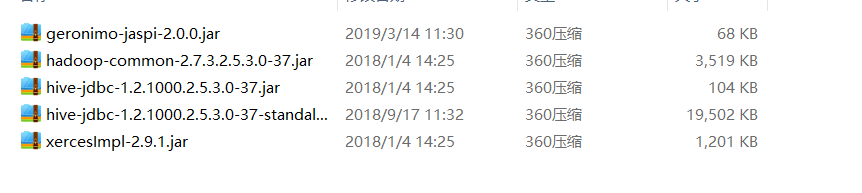 geronimo-jaspi-2.0.0.jar 2019/3/14 11:30 360压缩 68 KB
hadoop-common-2.7.3.2.5.3.0-37.jar 2018/1/4 14:25 360压缩 3,519 KB
hive-jdbc-1.2.1000.2.5.3.0-37.jar 2018/1/4 14:25 360压缩 104 KB
hive-jdbc-1.2.1000.2.5.3.0-37-standal... 2018/9/17 11:32 360压缩 19,502 KB
xercesImpl-2.9.1.jar 2018/1/4 14:25 360压缩 1,201 KB